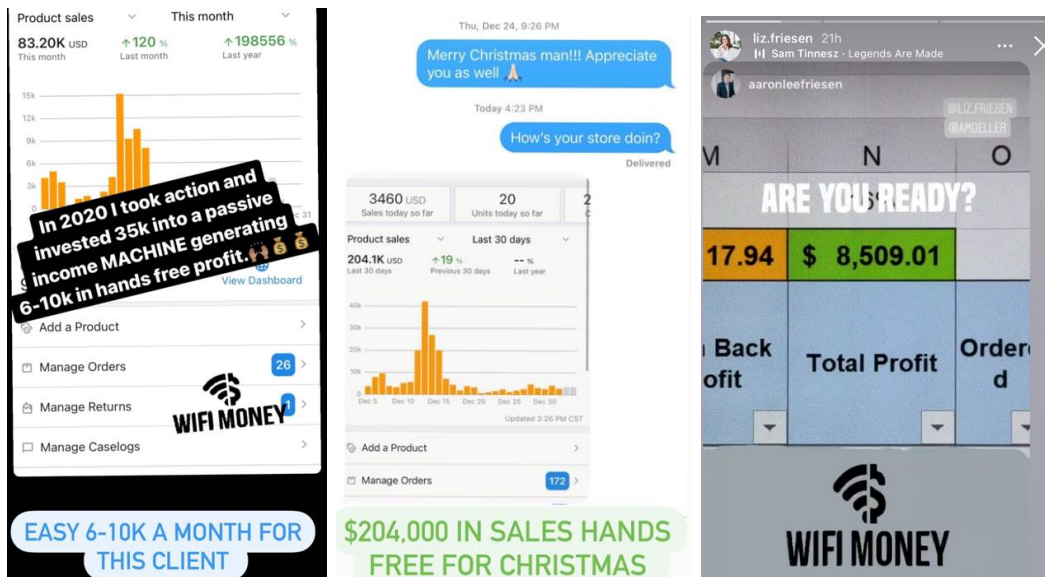 Product sales
This month
83.20K USD
This month
↑120 %
Last month
↑198556 %
Last year
15k
12k
9k
6k
3k
0
c 31
In 2020 I took action and
invested 35k into a passive
income MACHINE generating
6-10k in hands free profit.🙌🏾💰💰
View Dashboard
Add a Product
Manage Orders
26
Manage Returns
1
Manage Caselogs
WIFI MONEY
EASY 6-10K A MONTH FOR
THIS CLIENT
Thu, Dec 24, 9:26 PM
Merry Christmas man!!! Appreciate
you as well 🙏🏻
Today 4:23 PM
How's your store doin?
Delivered
3460 USD
Sales today so far
20
Units today so far
2
Product sales
Last 30 days
204.1K USD
Last 30 days
↑19 %
Previous 30 days
-- %
Last year
40k
30k
20k
10k
0
Dec 5
Dec 10
Dec 15
Dec 20
Dec 25
Dec 30
Updated 3:26 PM CST
Add a Product
Manage Orders
172
$204,000 IN SALES HANDS
FREE FOR CHRISTMAS
liz.friesen 21h
Sam Tinnesz · Legends Are Made
aaronleefriesen
@LIZ.FRIESEN
@AMOELLER
M
N
O
ARE YOU READY?
17.94
$ 8,509.01
Back
ofit
Total Profit
Order
d
WIFI MONEY